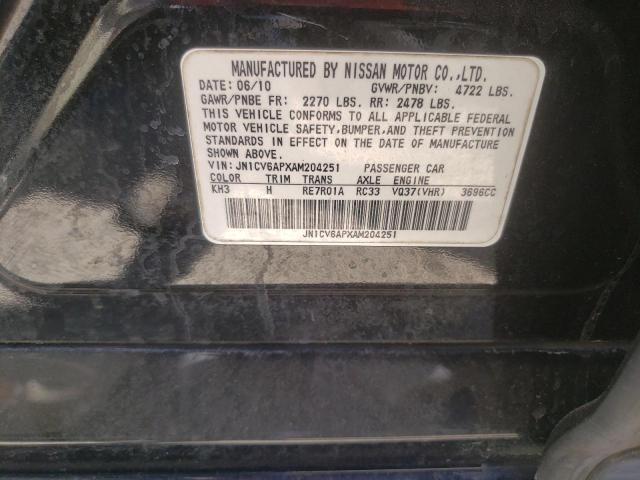 MANUFACTURED BY NISSAN MOTOR CO.,LTD.
DATE: 06/10 GVWR/PNBV: 4722 LBS.
GAWR/PNBE FR: 2270 LBS. RR: 2478 LBS.
THIS VEHICLE CONFORMS TO ALL APPLICABLE FEDERAL
MOTOR VEHICLE SAFETY, BUMPER, AND THEFT PREVENTION
STANDARDS IN EFFECT ON THE DATE OF MANUFACTURE
SHOWN ABOVE.
VIN: JN1CV6APXAM204251 PASSENGER CAR
COLOR TRIM TRANS AXLE ENGINE
KH3 H RE7R01A RC33 VQ37(VHR) 3696CC
JN1CV6APXAM204251